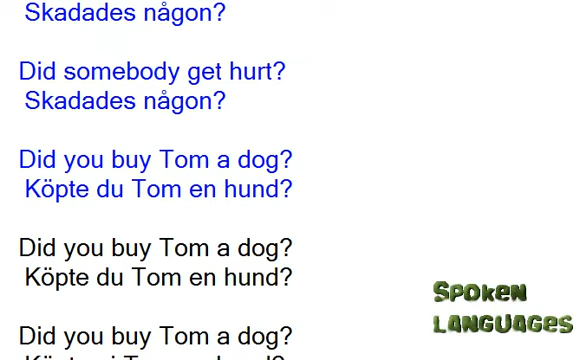 Skadades någon?
Did somebody get hurt?
Skadades någon?
Did you buy Tom a dog?
Köpte du Tom en hund?
Did you buy Tom a dog?
Köpte du Tom en hund?
Did you buy Tom a dog?
Spoken
Languages